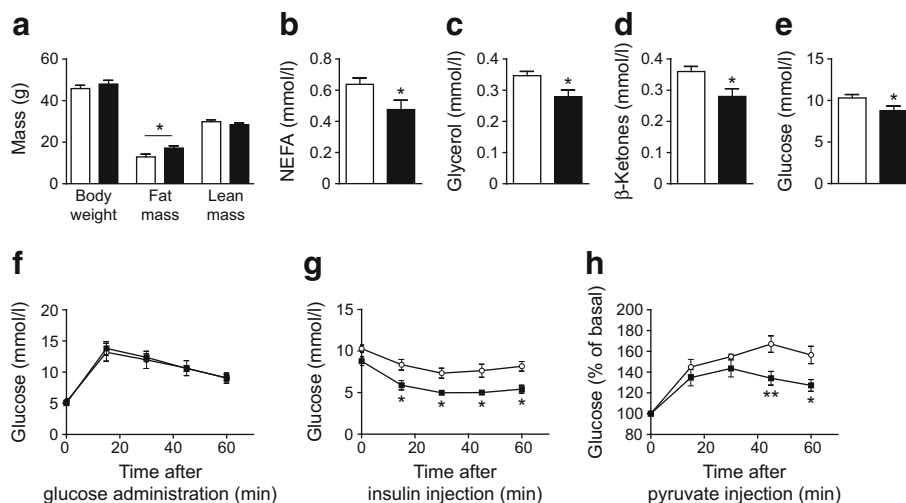 a
Mass (g)
60
40
20
0
*
Body weight
Fat mass
Lean mass
b
NEFA (mmol/l)
0.8
0.6
0.4
0.2
0
*
c
Glycerol (mmol/l)
0.4
0.3
0.2
0.1
0
*
d
β-Ketones (mmol/l)
0.4
0.3
0.2
0.1
0
*
e
Glucose (mmol/l)
15
10
5
0
*
f
Glucose (mmol/l)
20
15
10
5
0
0 20 40 60
Time after
glucose administration (min)
g
Glucose (mmol/l)
15
10
5
0
* * * *
0 20 40 60
Time after
insulin injection (min)
h
Glucose (% of basal)
200
180
160
140
120
100
80
** *
0 20 40 60
Time after
pyruvate injection (min)